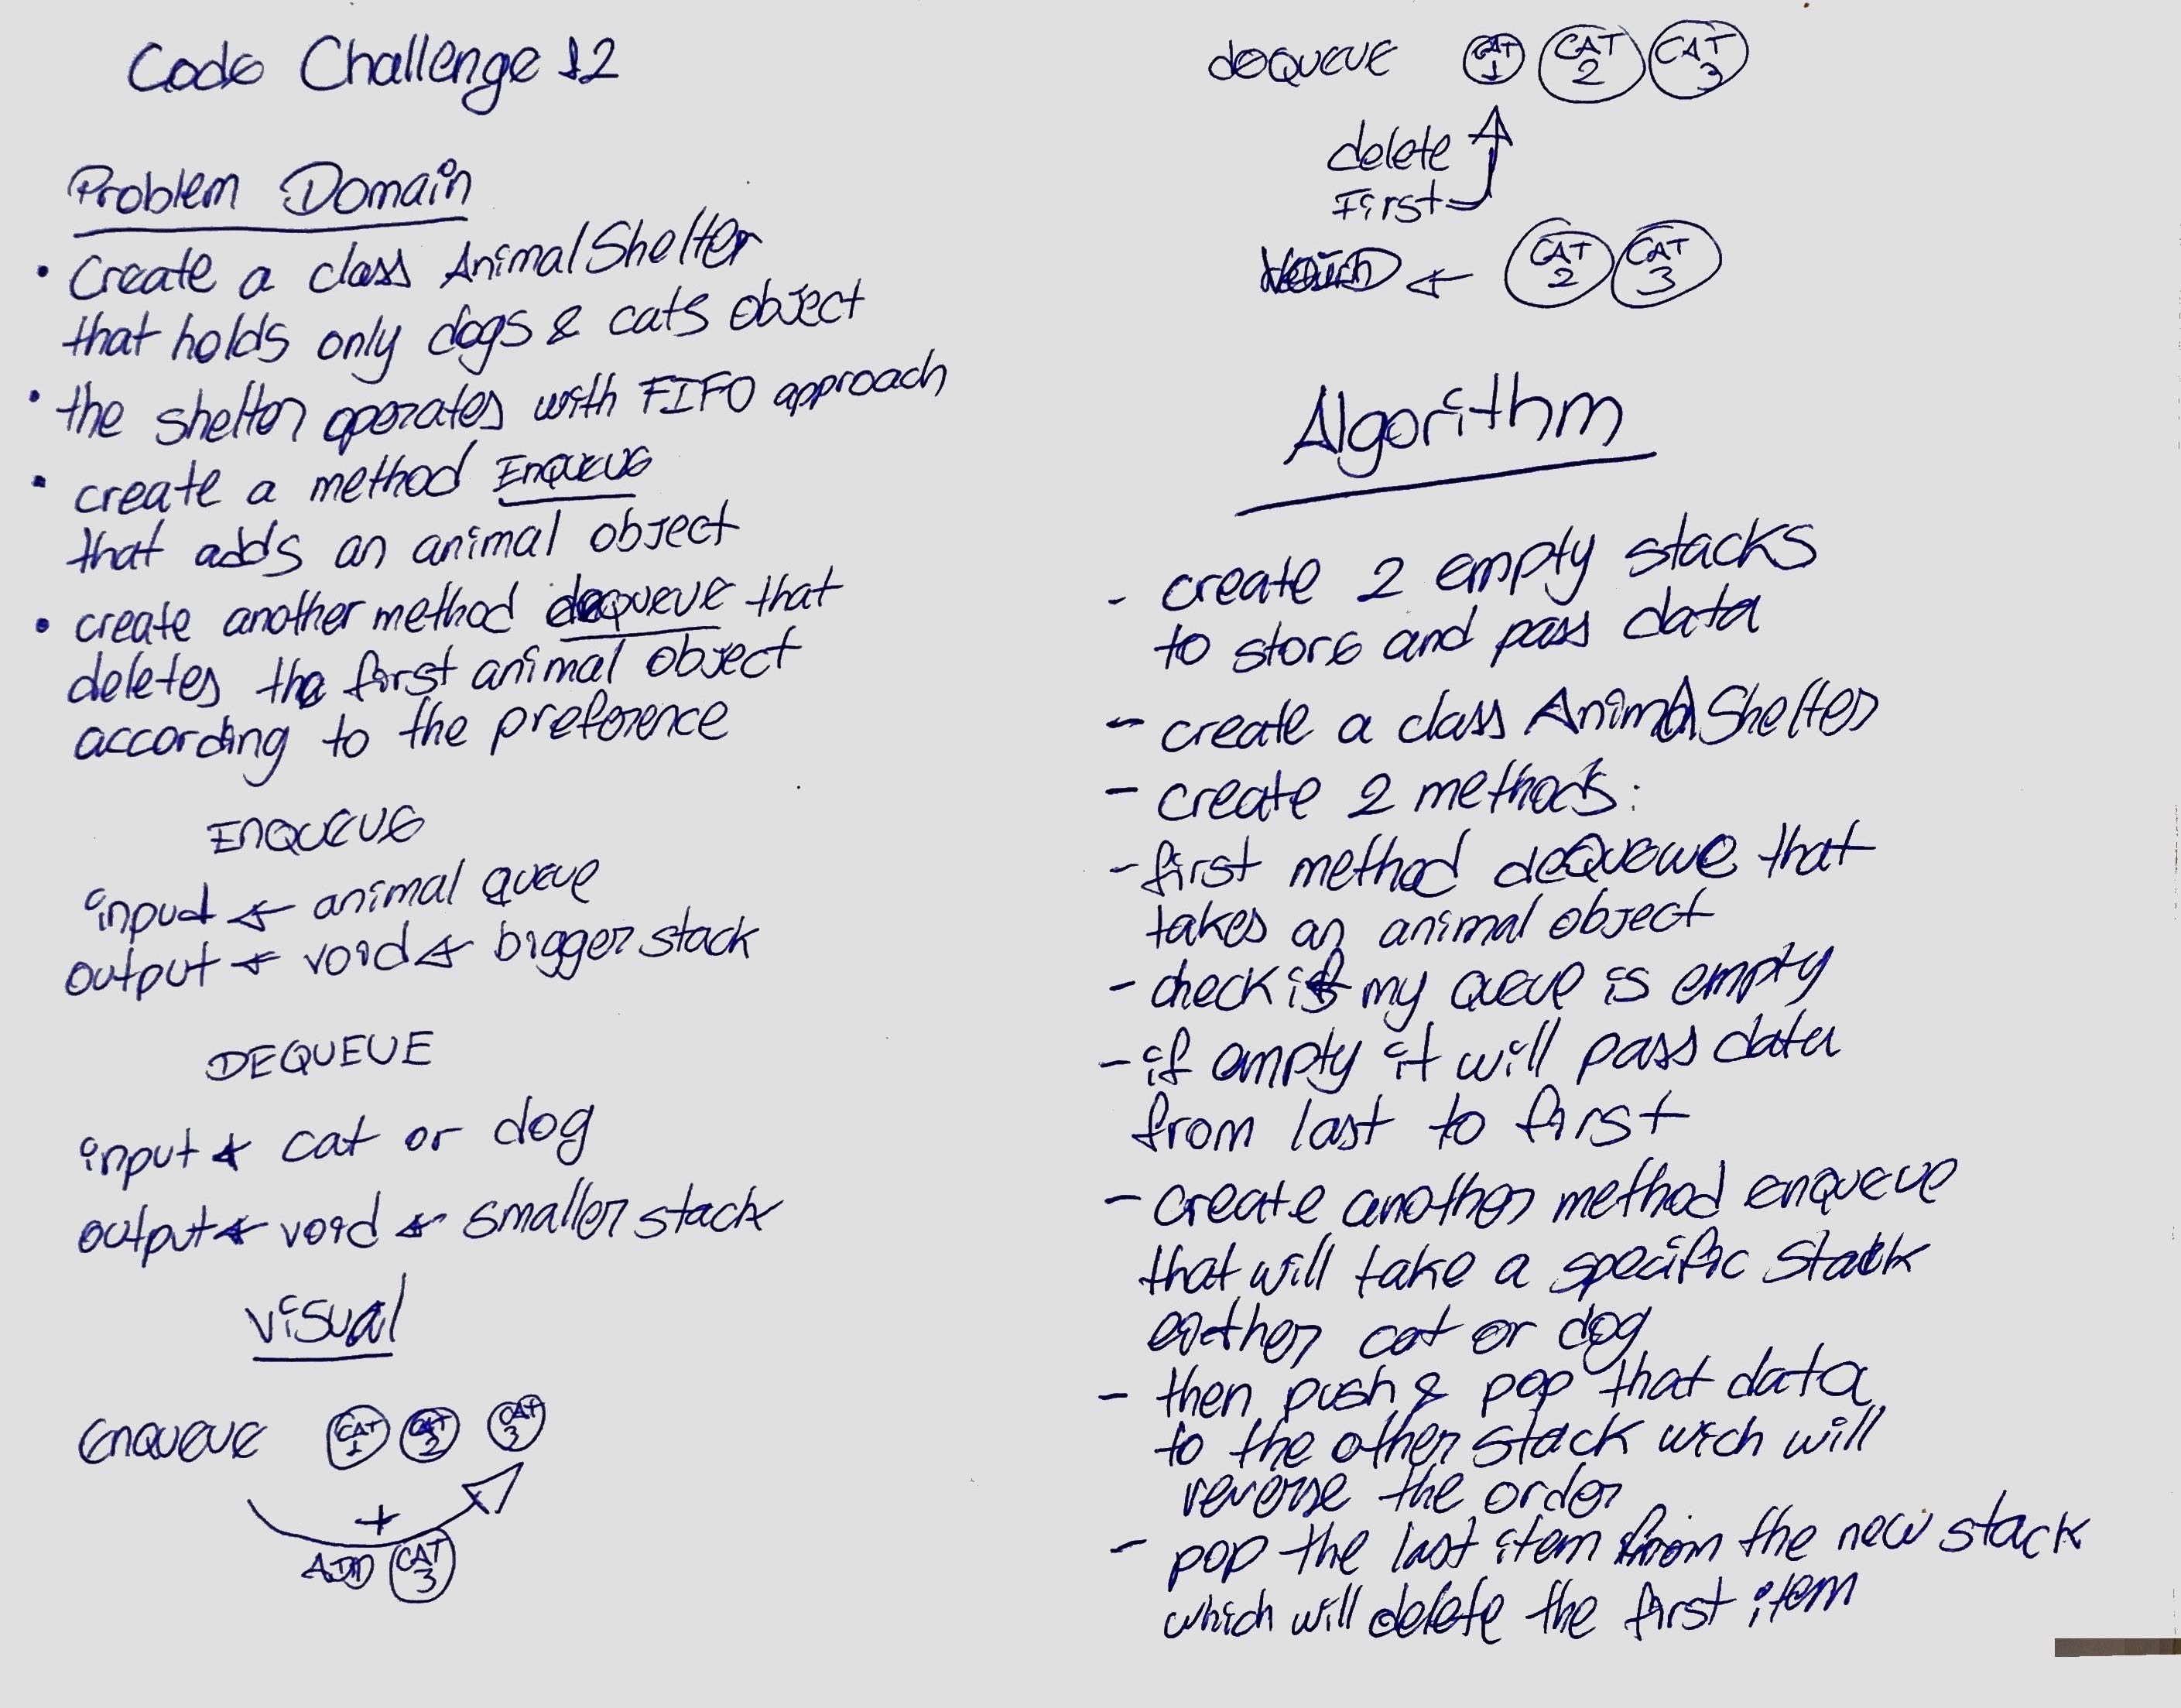 Code Challenge 12
Problem Domain
• Create a class AnimalShelter
that holds only dogs & cats object
• the shelter operates with FIFO approach
• create a method Enqueue
that adds an animal object
• create another method dequeue that
deletes the first animal object
according to the preference
ENQUEUE
input ← animal queue
output ← void ← bigger stack
DEQUEUE
input ← cat or dog
output ← void ← smaller stack
Visual
Enqueue CAT 1 CAT 2 CAT 3
+
ADD CAT 3
deQueue CAT 1 CAT 2 CAT 3
delete
First
← CAT 2 CAT 3
Algorithm
- create 2 empty stacks
to store and pass data
- create a class AnimalShelter
- create 2 methods:
- first method deQueue that
takes an animal object
- check if my queue is empty
- if empty it will pass data
from last to first
- create another method enqueue
that will take a specific stack
either cat or dog
- then push & pop that data
to the other stack wich will
reverse the order
- pop the last item from the new stack
which will delete the first item